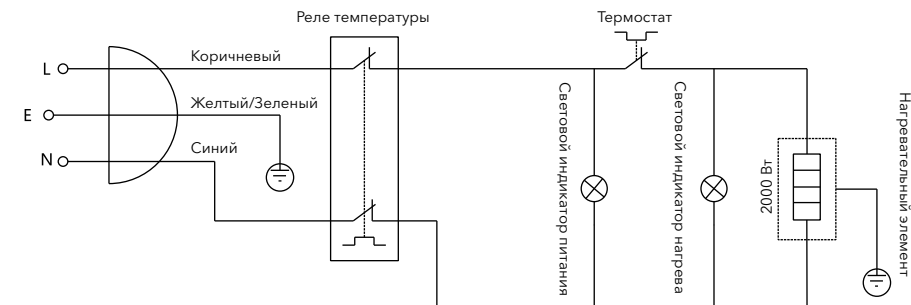 Реле температуры
Термостат
L
Коричневый
E
Желтый/Зеленый
N
Синий
Световой индикатор питания
Световой индикатор нагрева
2000 Вт
Нагревательный элемент